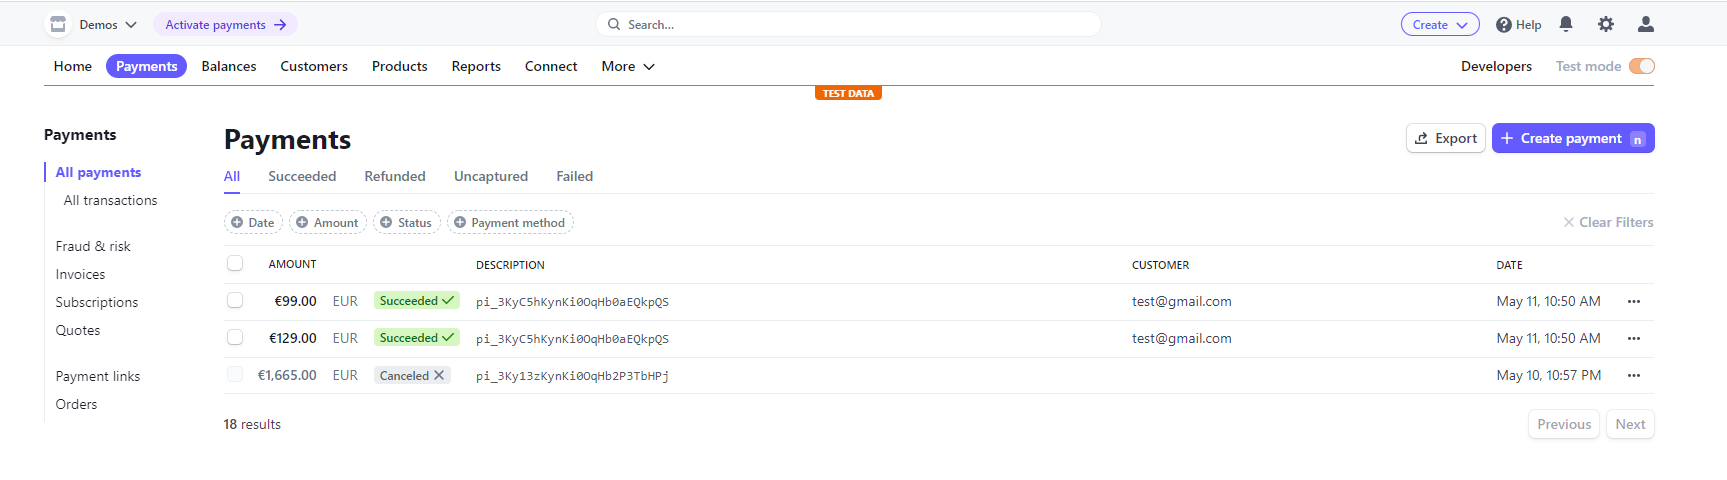 Demos Activate payments Search... Create Help
Home Payments Balances Customers Products Reports Connect More Developers Test mode
TEST DATA
Payments
All payments
All transactions
Fraud & risk
Invoices
Subscriptions
Quotes
Payment links
Orders
Payments
Export Create payment n
All Succeeded Refunded Uncaptured Failed
Date Amount Status Payment method Clear Filters
AMOUNT DESCRIPTION CUSTOMER DATE
€99.00 EUR Succeeded pi_3KyC5hKynKi0OqHb0aEQkpQS test@gmail.com May 11, 10:50 AM
€129.00 EUR Succeeded pi_3KyC5hKynKi0OqHb0aEQkpQS test@gmail.com May 11, 10:50 AM
€1,665.00 EUR Canceled pi_3Ky13zKynKi0OqHb2P3TbHPj May 10, 10:57 PM
18 results Previous Next